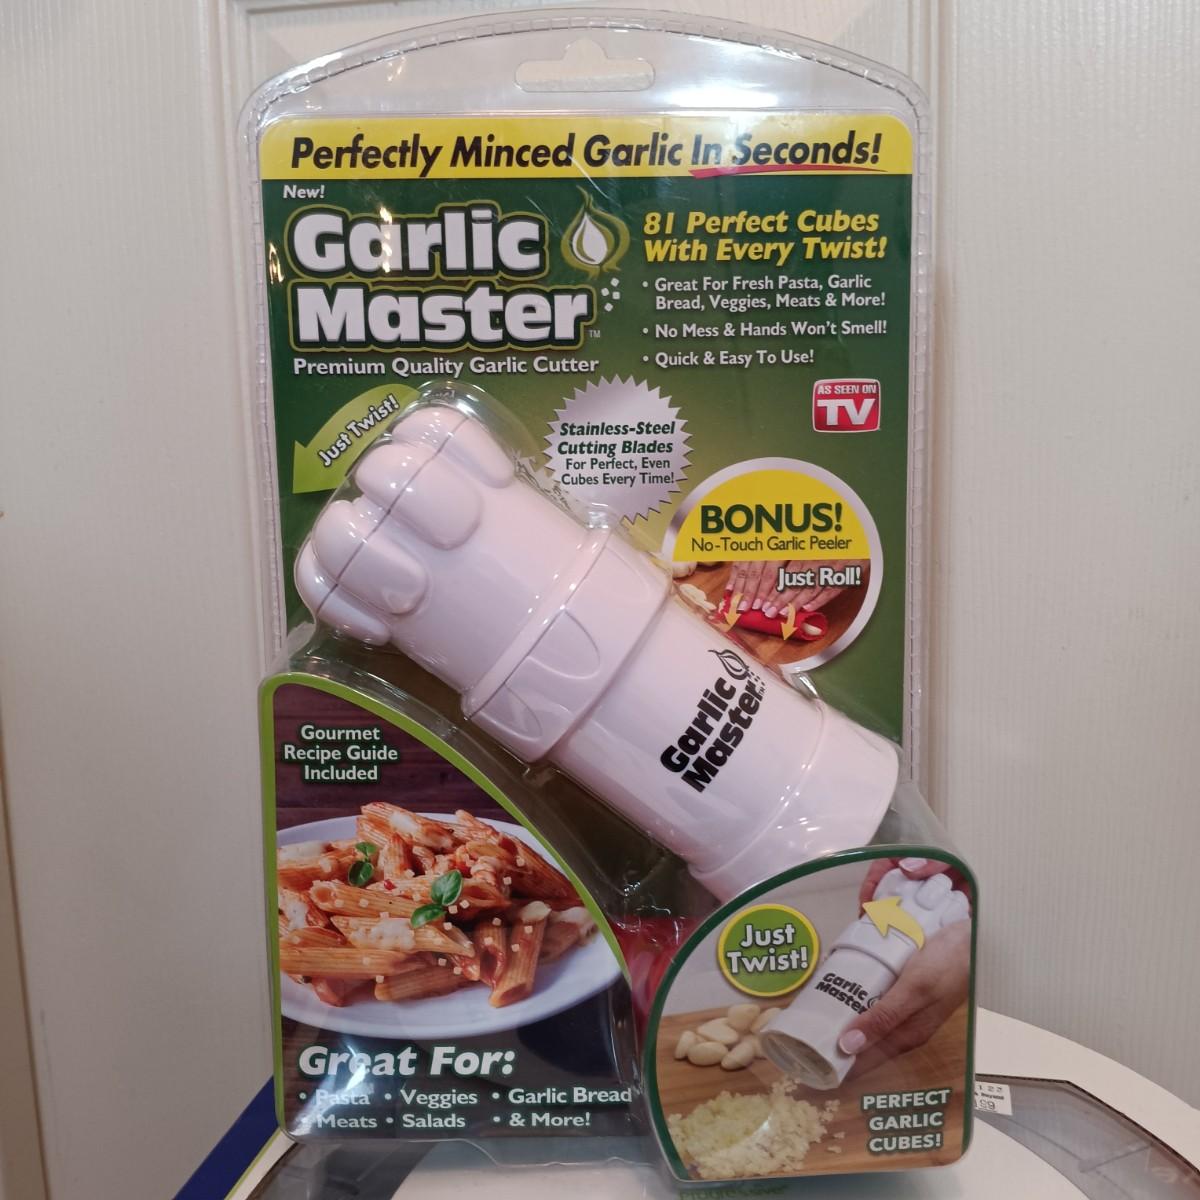 Perfectly Minced Garlic In Seconds!
New!
Garlic
Master™
Premium Quality Garlic Cutter
81 Perfect Cubes
With Every Twist!
• Great For Fresh Pasta, Garlic
Bread, Veggies, Meats & More!
• No Mess & Hands Won't Smell!
• Quick & Easy To Use!
AS SEEN ON
TV
Just Twist!
Stainless-Steel
Cutting Blades
For Perfect, Even
Cubes Every Time!
BONUS!
No-Touch Garlic Peeler
Just Roll!
Garlic
Master™
Gourmet
Recipe Guide
Included
Just
Twist!
Garlic
Master
Great For:
• Pasta • Veggies • Garlic Bread
• Meats • Salads • & More!
PERFECT
GARLIC
CUBES!